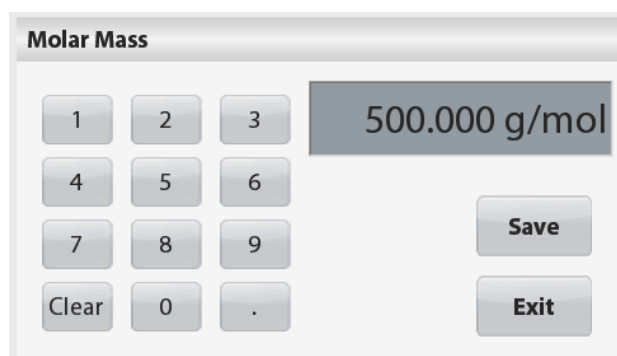 Molar Mass
500.000 g/mol
1 2 3
4 5 6
7 8 9
Clear 0 .
Save
Exit